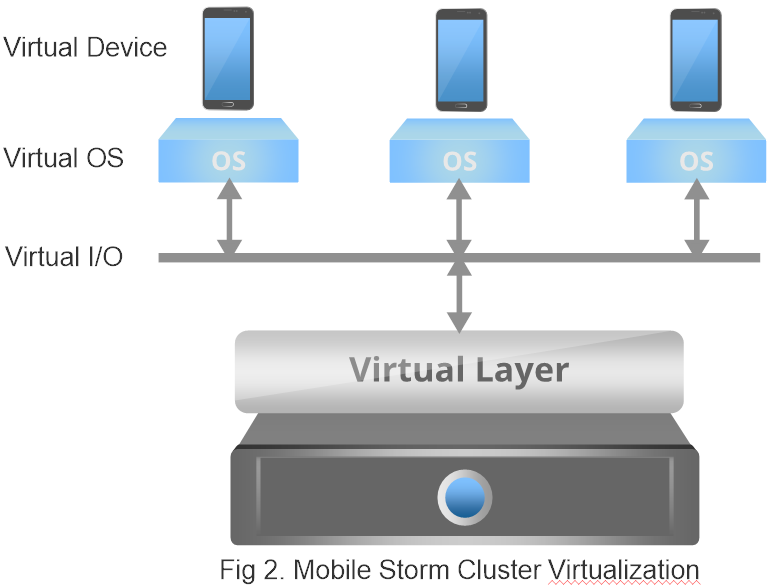 Virtual Device
Virtual OS
OS OS OS
Virtual I/O
Virtual Layer
Fig 2. Mobile Storm Cluster Virtualization